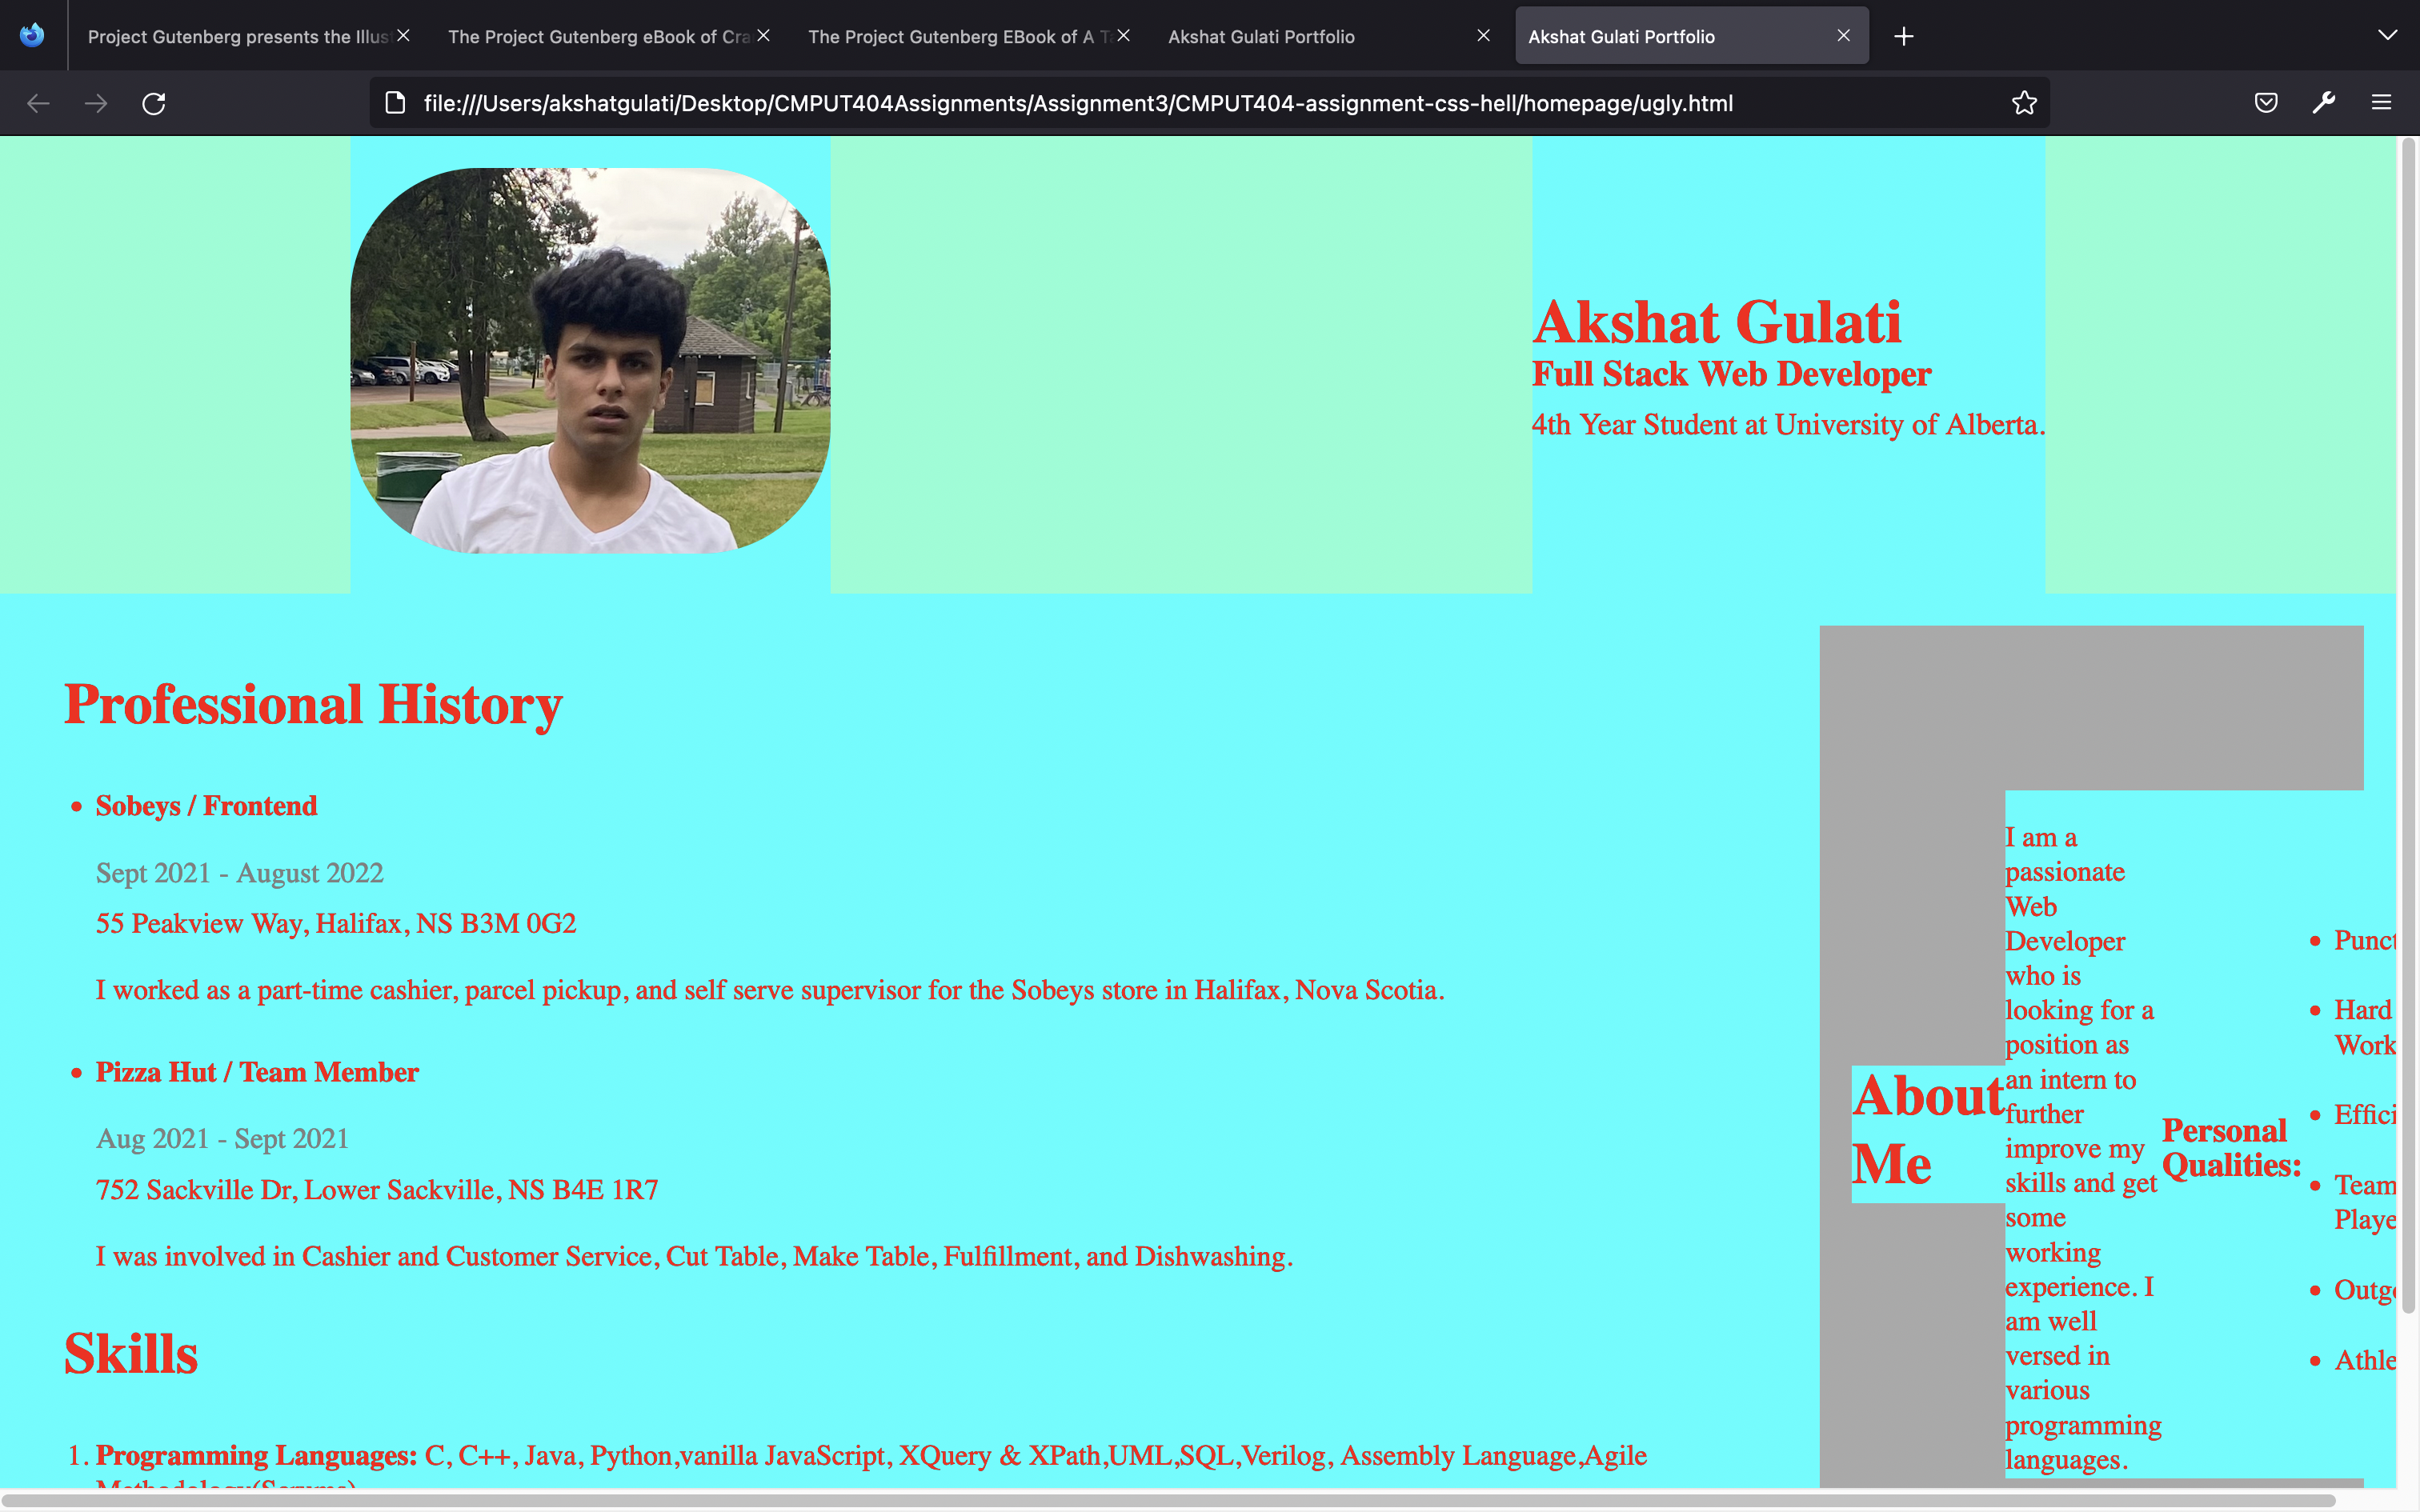 Project Gutenberg presents the Illus
The Project Gutenberg eBook of Cra
The Project Gutenberg EBook of A T
Akshat Gulati Portfolio
Akshat Gulati Portfolio
file:///Users/akshatgulati/Desktop/CMPUT404Assignments/Assignment3/CMPUT404-assignment-css-hell/homepage/ugly.html
Akshat Gulati
Full Stack Web Developer
4th Year Student at University of Alberta.
Professional History
• Sobeys / Frontend
Sept 2021 - August 2022
55 Peakview Way, Halifax, NS B3M 0G2
I worked as a part-time cashier, parcel pickup, and self serve supervisor for the Sobeys store in Halifax, Nova Scotia.
• Pizza Hut / Team Member
Aug 2021 - Sept 2021
752 Sackville Dr, Lower Sackville, NS B4E 1R7
I was involved in Cashier and Customer Service, Cut Table, Make Table, Fulfillment, and Dishwashing.
Skills
1. Programming Languages: C, C++, Java, Python,vanilla JavaScript, XQuery & XPath,UML,SQL,Verilog, Assembly Language,Agile
About
Me
I am a
passionate
Web
Developer
who is
looking for a
position as
an intern to
further
improve my
skills and get
some
working
experience. I
am well
versed in
various
programming
languages.
Personal
Qualities:
• Punct
• Hard
Work
• Effici
• Team
Playe
• Outg
• Athle